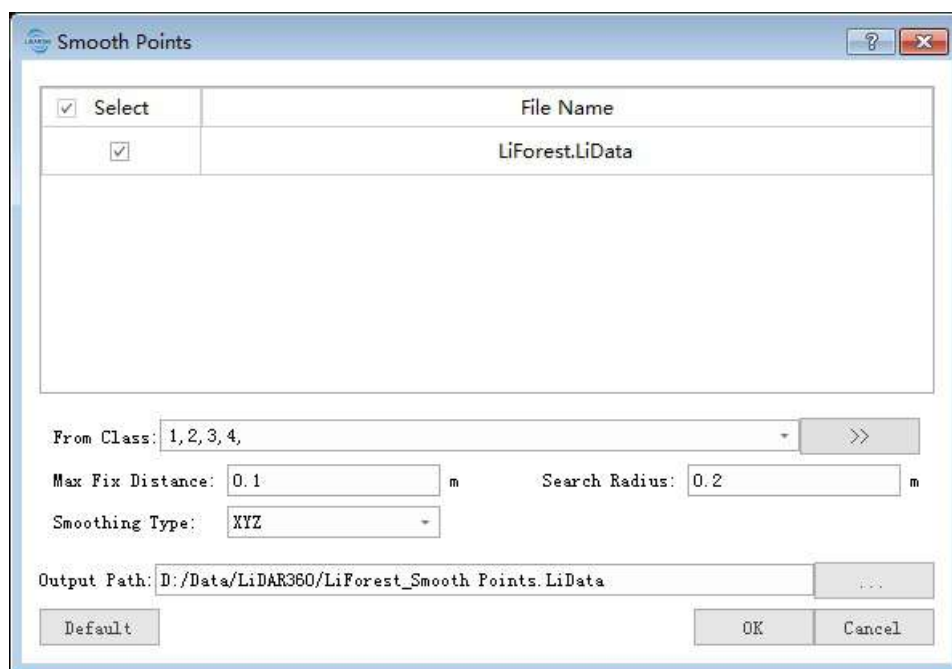 Smooth Points
Select File Name
LiForest.LiData
From Class: 1,2,3,4, >>
Max Fix Distance: 0.1 m Search Radius: 0.2 m
Smoothing Type: XYZ
Output Path: D:/Data/LiDAR360/LiForest_Smooth Points.LiData ...
Default OK Cancel